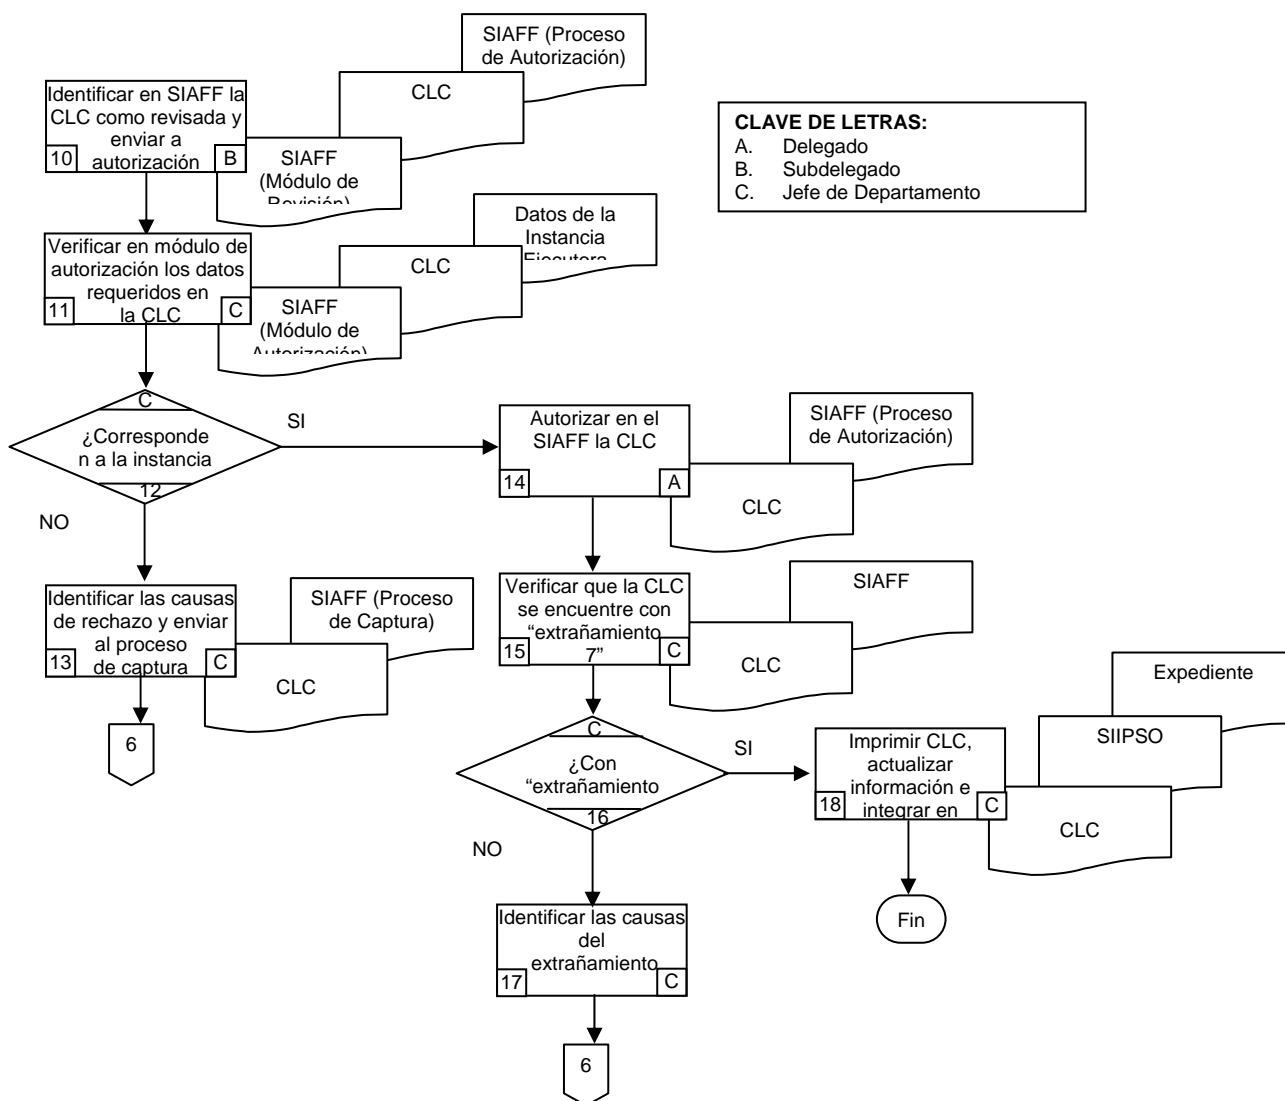 SIAFF (Proceso
de Autorización)
CLC
Identificar en SIAFF la
CLC como revisada y
enviar a
autorización
10
B
SIAFF
(Módulo de
Revisión)
CLAVE DE LETRAS:
A. Delegado
B. Subdelegado
C. Jefe de Departamento
Datos de la
Instancia
Ejecutora
CLC
Verificar en módulo de
autorización los datos
requeridos en
la CLC
11
C
SIAFF
(Módulo de
Autorización)
C
¿Corresponde
n a la instancia
12
SI
NO
Autorizar en el
SIAFF la CLC
14
A
SIAFF (Proceso
de Autorización)
CLC
Identificar las causas
de rechazo y enviar
al proceso
de captura
13
C
SIAFF (Proceso
de Captura)
CLC
6
Verificar que la CLC
se encuentre con
“extrañamiento
7”
15
C
SIAFF
CLC
C
¿Con
“extrañamiento
16
SI
NO
Imprimir CLC,
actualizar
información e
integrar en
18
C
Expediente
SIIPSO
CLC
Fin
Identificar las causas
del
extrañamiento
17
C
6